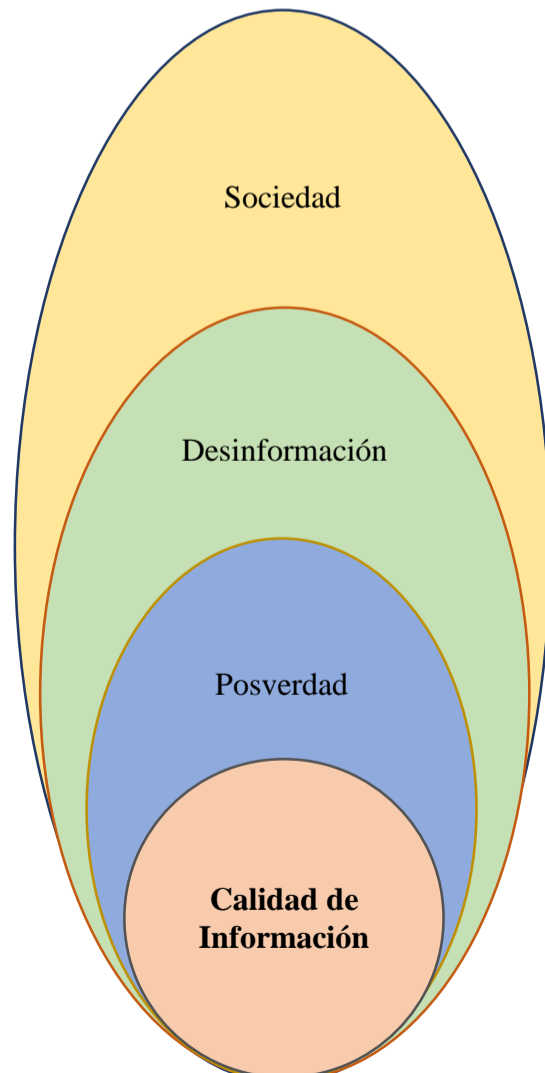 Sociedad
Desinformación
Posverdad
Calidad de
Información